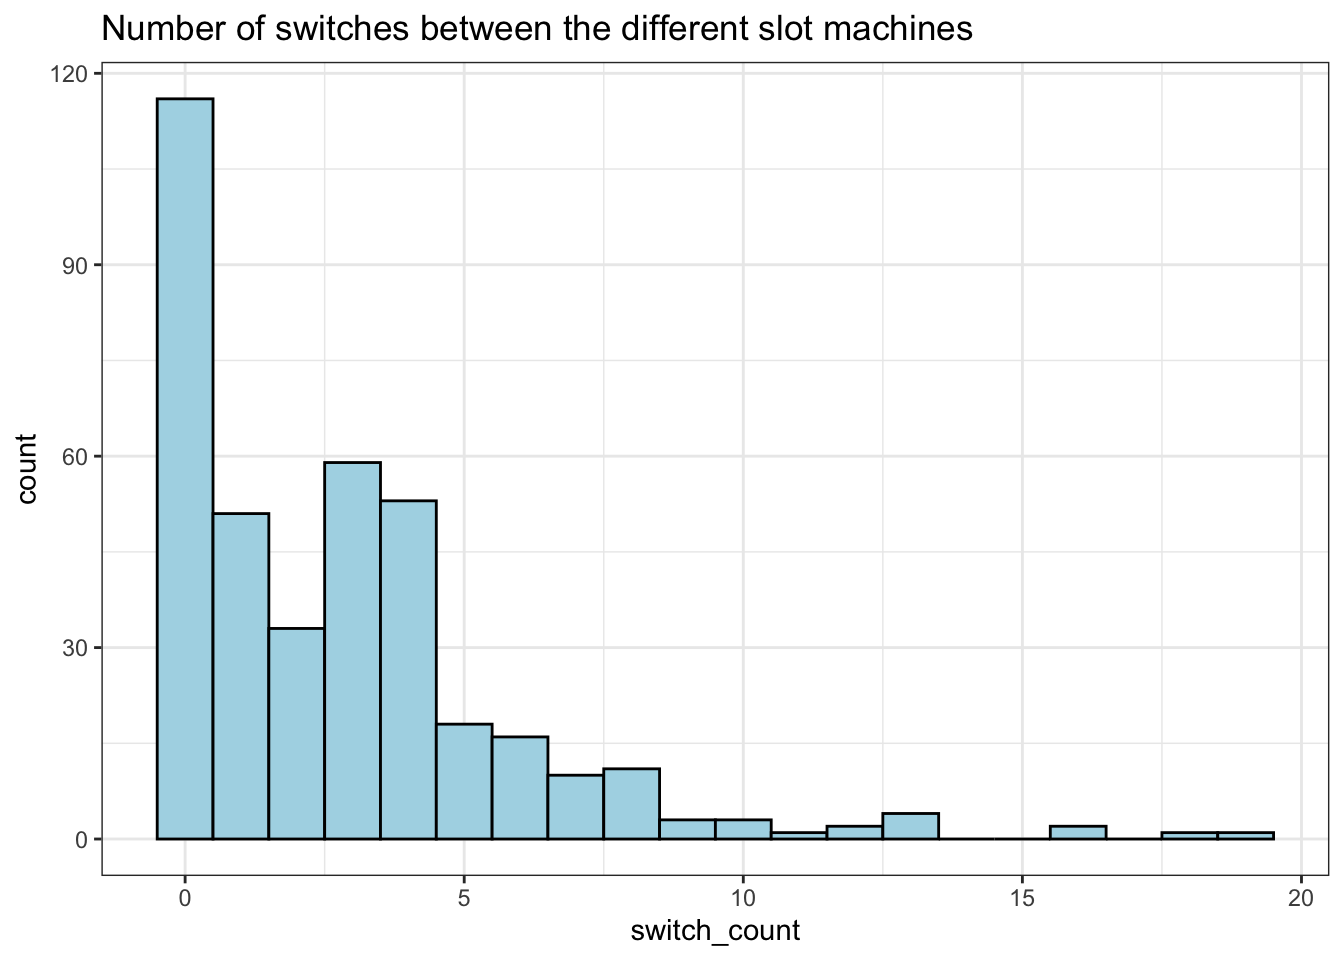 Number of switches between the different slot machines
120
90
60
30
0
count
0 5 10 15 20
switch_count